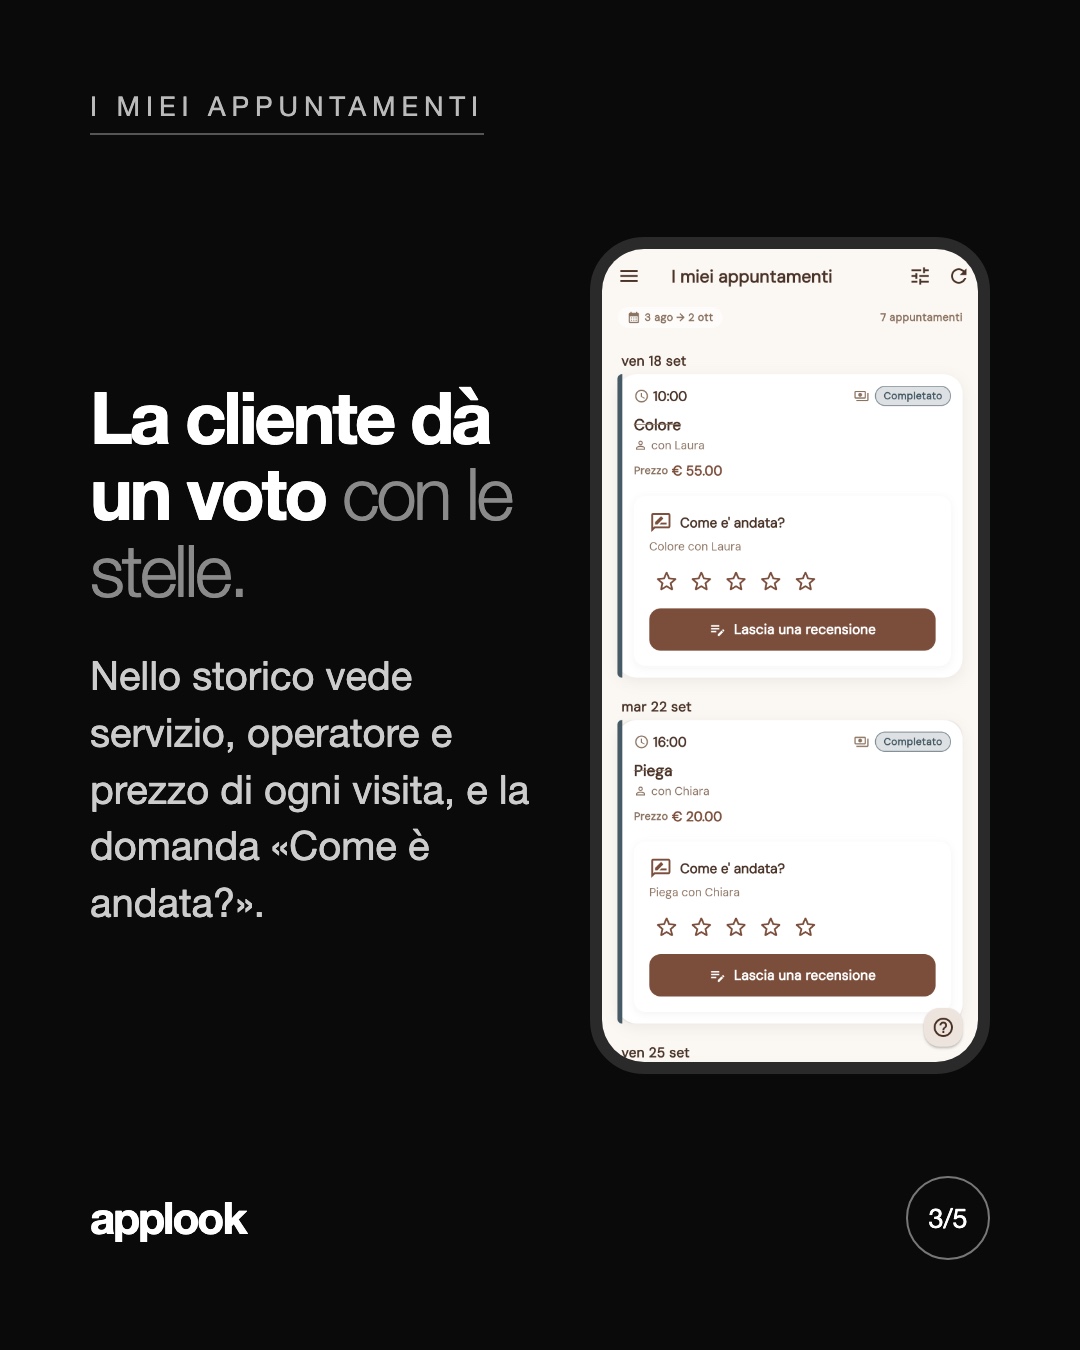 I MIEI APPUNTAMENTI
La cliente dà
un voto con le
stelle.
Nello storico vede
servizio, operatore e
prezzo di ogni visita, e la
domanda «Come è
andata?».
I miei appuntamenti
3 ago → 2 ott
7 appuntamenti
ven 18 set
10:00
Completato
Colore
con Laura
Prezzo € 55.00
Come e' andata?
Colore con Laura
Lascia una recensione
mar 22 set
16:00
Completato
Piega
con Chiara
Prezzo € 20.00
Come e' andata?
Piega con Chiara
Lascia una recensione
ven 25 set
applook
3/5